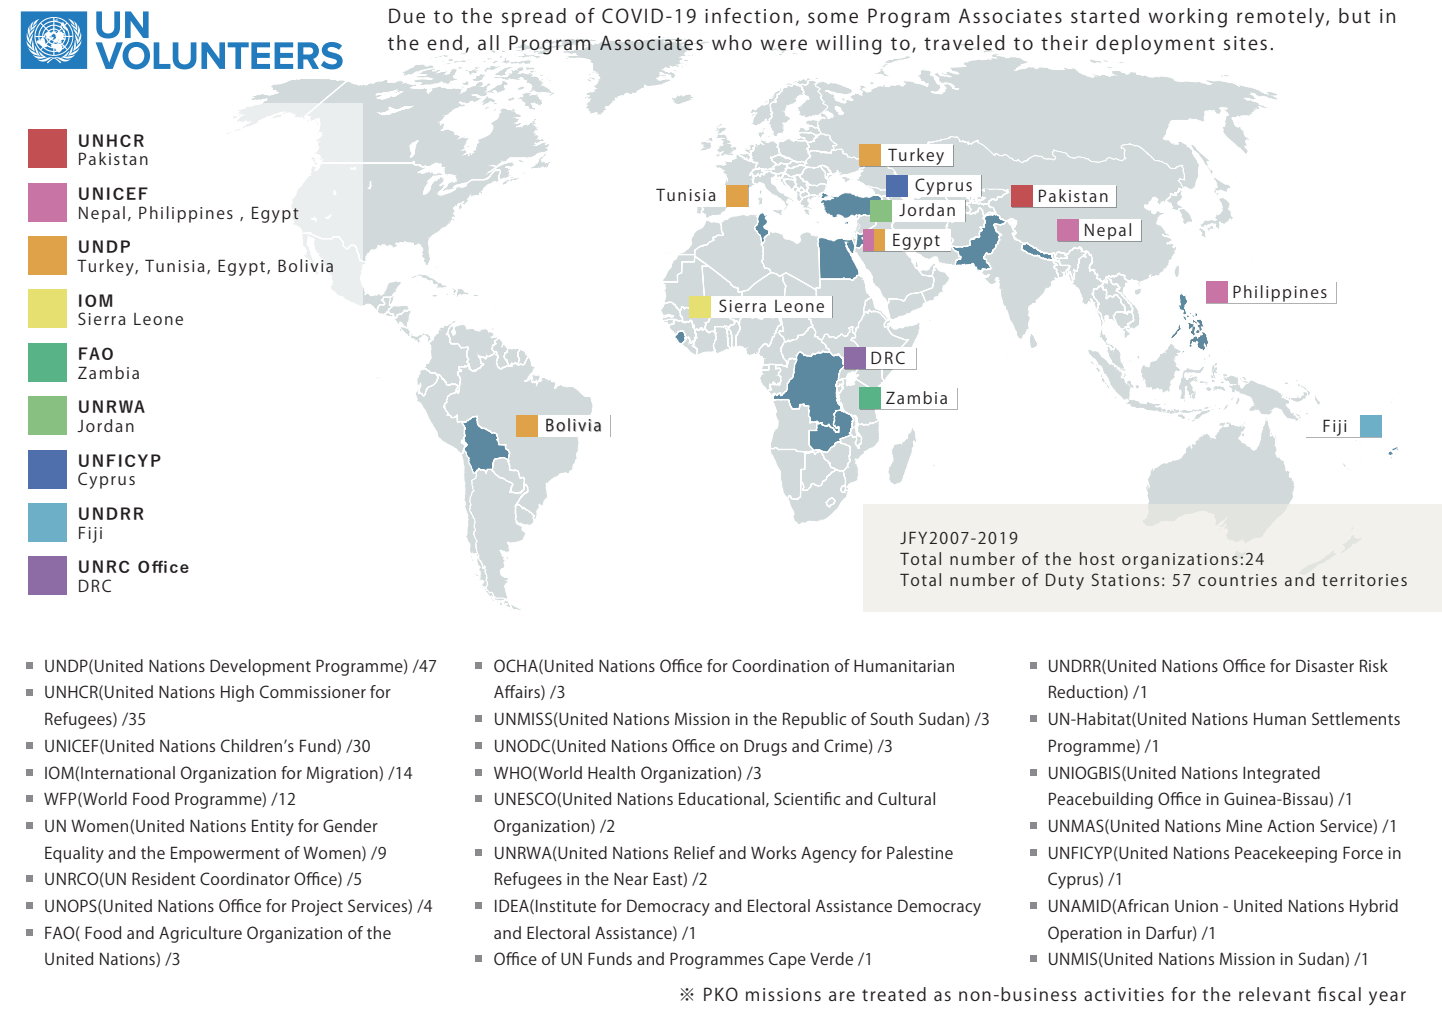 UN
VOLUNTEERS
Due to the spread of COVID-19 infection, some Program Associates started working remotely, but in
the end, all Program Associates who were willing to, traveled to their deployment sites.
UNHCR
Pakistan
UNICEF
Nepal, Philippines , Egypt
UNDP
Turkey, Tunisia, Egypt, Bolivia
IOM
Sierra Leone
FAO
Zambia
UNRWA
Jordan
UNFICYP
Cyprus
UNDRR
Fiji
UNRC Office
DRC
Turkey
Cyprus
Tunisia
Pakistan
Jordan
Nepal
Egypt
Philippines
Sierra Leone
DRC
Zambia
Bolivia
Fiji
JFY2007-2019
Total number of the host organizations:24
Total number of Duty Stations: 57 countries and territories
■ UNDP(United Nations Development Programme) /47
■ UNHCR(United Nations High Commissioner for
Refugees) /35
■ UNICEF(United Nations Children’s Fund) /30
■ IOM(International Organization for Migration) /14
■ WFP(World Food Programme) /12
■ UN Women(United Nations Entity for Gender
Equality and the Empowerment of Women) /9
■ UNRCO(UN Resident Coordinator Office) /5
■ UNOPS(United Nations Office for Project Services) /4
■ FAO( Food and Agriculture Organization of the
United Nations) /3
■ OCHA(United Nations Office for Coordination of Humanitarian
Affairs) /3
■ UNMISS(United Nations Mission in the Republic of South Sudan) /3
■ UNODC(United Nations Office on Drugs and Crime) /3
■ WHO(World Health Organization) /3
■ UNESCO(United Nations Educational, Scientific and Cultural
Organization) /2
■ UNRWA(United Nations Relief and Works Agency for Palestine
Refugees in the Near East) /2
■ IDEA(Institute for Democracy and Electoral Assistance Democracy
and Electoral Assistance) /1
■ Office of UN Funds and Programmes Cape Verde /1
■ UNDRR(United Nations Office for Disaster Risk
Reduction) /1
■ UN-Habitat(United Nations Human Settlements
Programme) /1
■ UNIOGBIS(United Nations Integrated
Peacebuilding Office in Guinea-Bissau) /1
■ UNMAS(United Nations Mine Action Service) /1
■ UNFICYP(United Nations Peacekeeping Force in
Cyprus) /1
■ UNAMID(African Union - United Nations Hybrid
Operation in Darfur) /1
■ UNMIS(United Nations Mission in Sudan) /1
※ PKO missions are treated as non-business activities for the relevant fiscal year